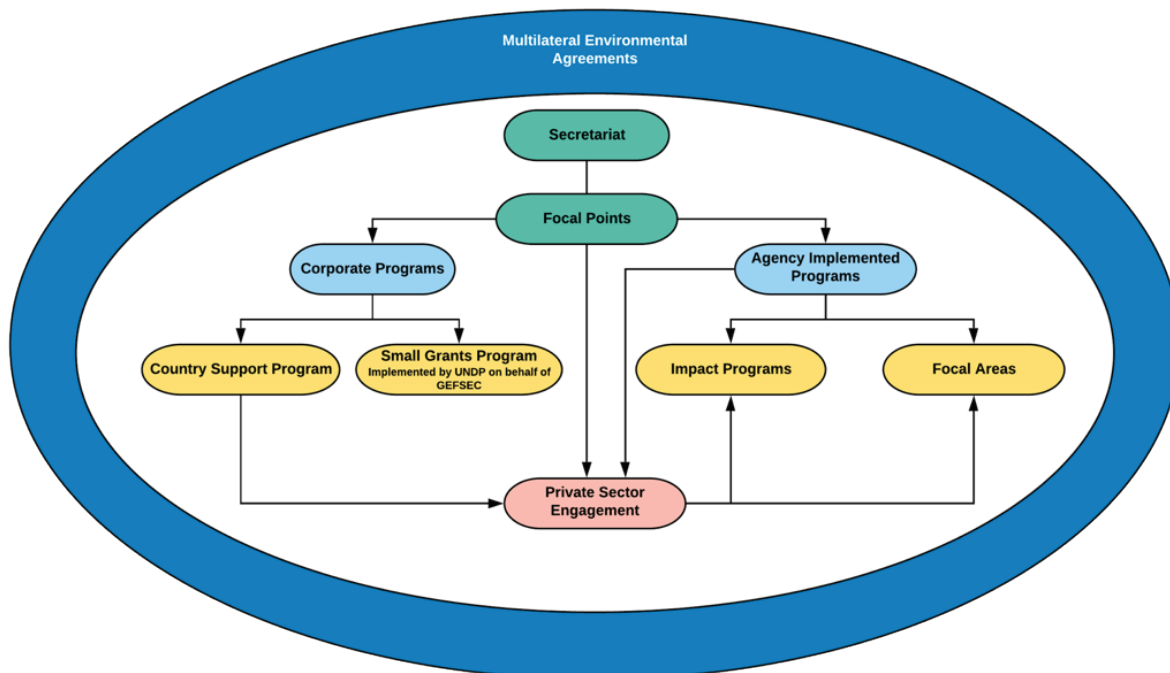 Multilateral Environmental
Agreements
Secretariat
Focal Points
Corporate Programs
Agency Implemented
Programs
Country Support Program
Small Grants Program
Implemented by UNDP on behalf of
GEFSEC
Impact Programs
Focal Areas
Private Sector
Engagement